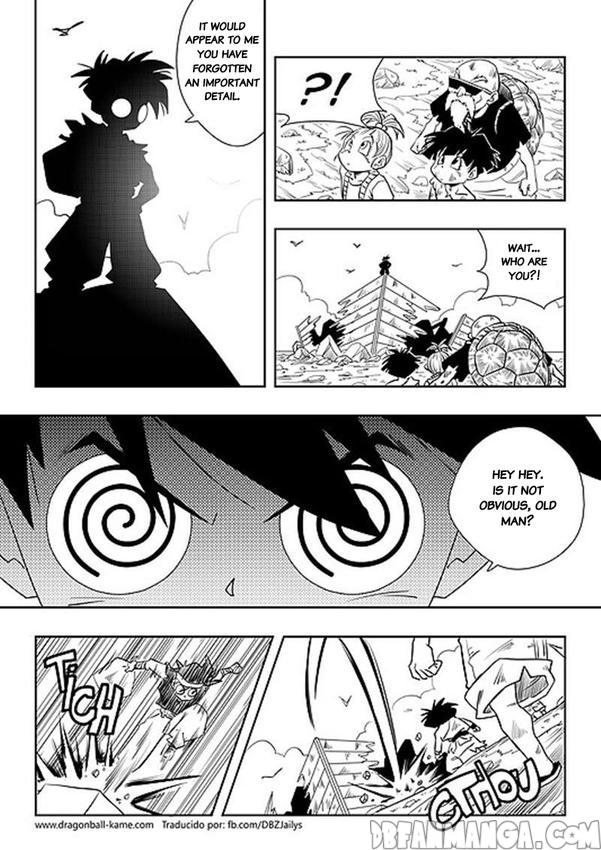 IT WOULD
APPEAR TO ME
YOU HAVE
FORGOTTEN
AN IMPORTANT
DETAIL.
?!
WAIT...
WHO ARE
YOU?!
HEY HEY.
IS IT NOT
OBVIOUS, OLD
MAN?
TICH
GTHOU
www.dragonball-kame.com Traducido por: fb.com/DBZJailys
DBFANMANGA.COM